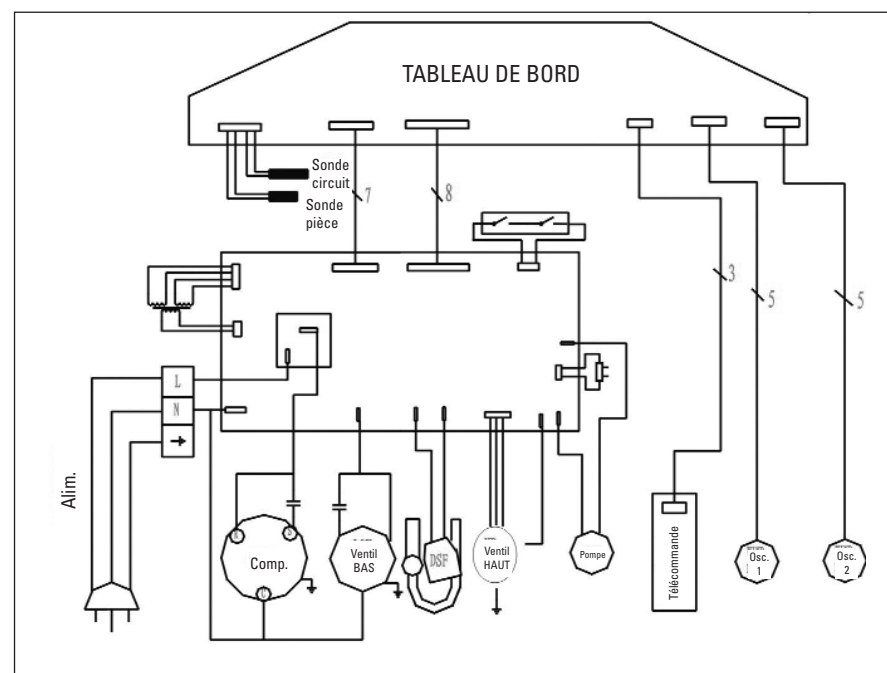 TABLEAU DE BORD
Sonde
circuit
Sonde
pièce
7
8
3
5
5
L
N
Alim.
R
S
C
Comp.
Ventil
BAS
DSF
Ventil
HAUT
Pompe
Télécommande
Osc.
1
Osc.
2